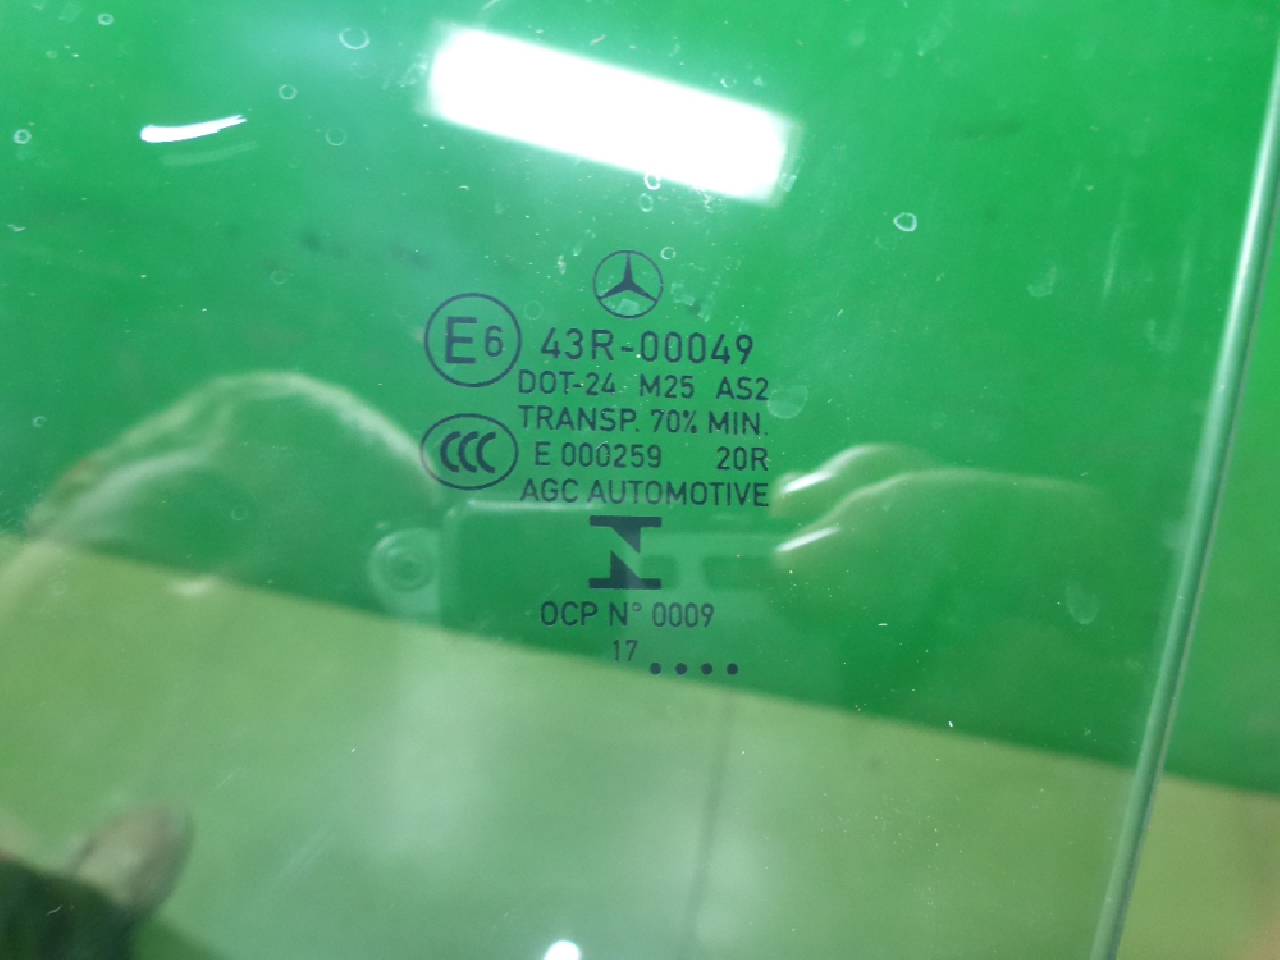 E6 43R-00049
DOT-24 M25 AS2
TRANSP. 70% MIN.
CCC E 000259 20R
AGC AUTOMOTIVE
OCP N° 0009
17 ....